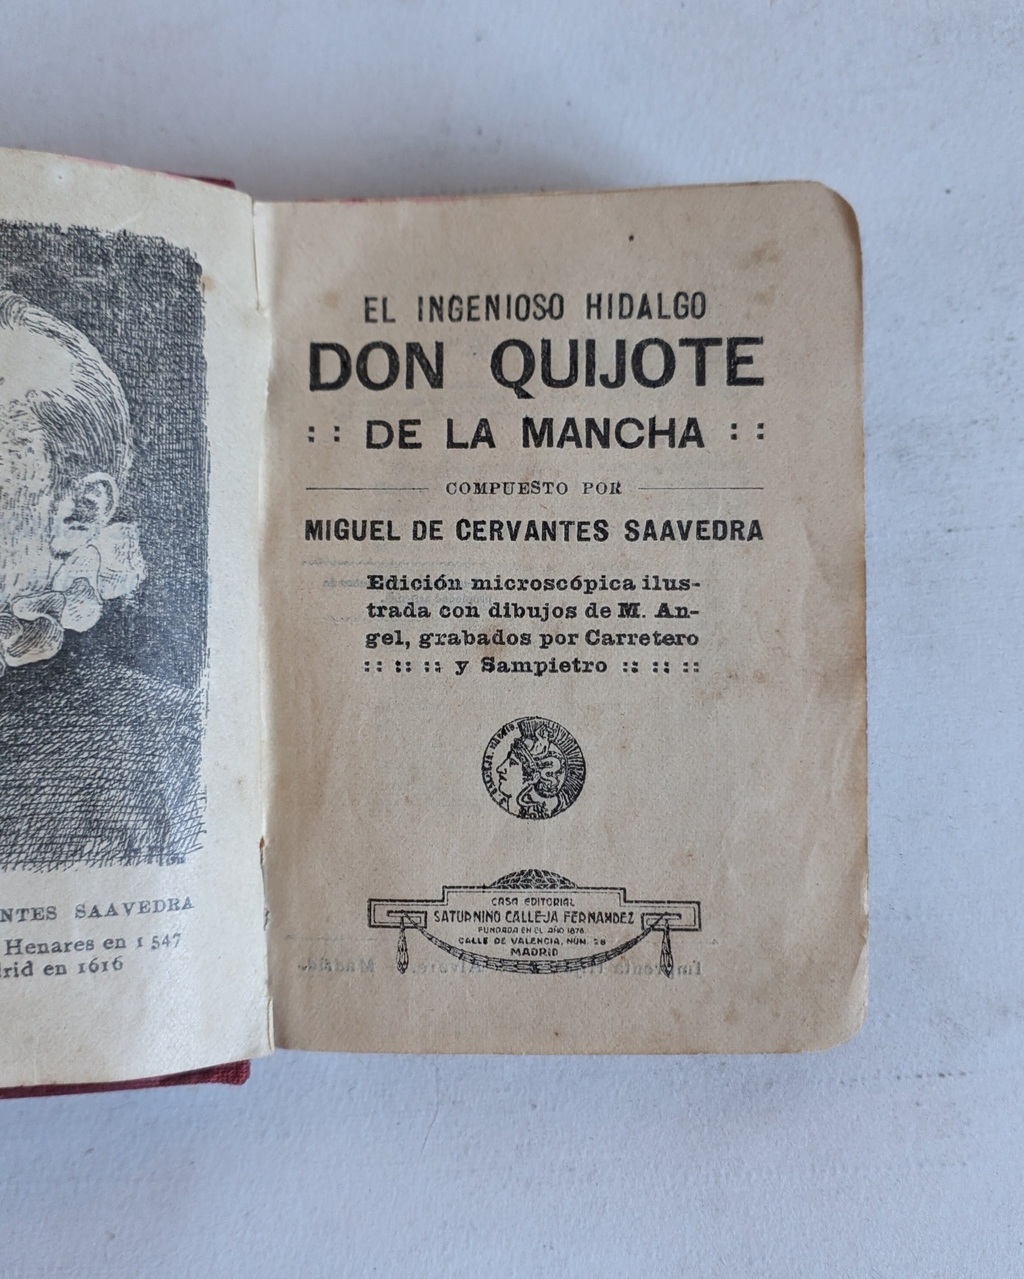 NTES SAAVEDRA
Henares en 1547
drid en 1616
EL INGENIOSO HIDALGO
DON QUIJOTE
:: DE LA MANCHA ::
COMPUESTO POR
MIGUEL DE CERVANTES SAAVEDRA
Edición microscópica ilus-
trada con dibujos de M. An-
gel, grabados por Carretero
:: :: :: y Sampietro :: :: ::
CASA EDITORIAL
SATURNINO CALLEJA FERNANDEZ
FUNDADA EN EL AÑO 1876
CALLE DE VALENCIA, NÚM. 28
MADRID